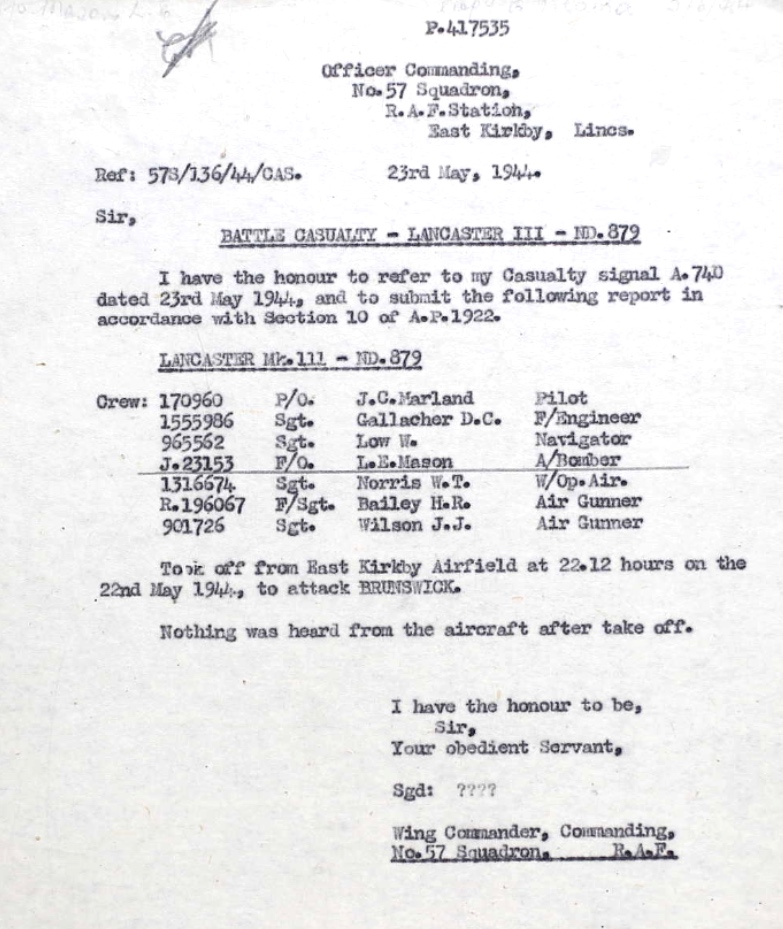 P.417535
Officer Commanding,
No.57 Squadron,
R.A.F.Station,
East Kirkby, Lincs.
Ref: 57S/136/44/CAS. 23rd May, 1944.
Sir,
BATTLE CASUALTY - LANCASTER III - ND.879
I have the honour to refer to my Casualty signal A.740
dated 23rd May 1944, and to submit the following report in
accordance with Section 10 of A.P.1922.
LANCASTER Mk.111 - ND.879
Crew: 170960 P/O. J.C.Marland Pilot
1555986 Sgt. Gallacher D.C. F/Engineer
965562 Sgt. Low W. Navigator
J.23153 F/O. L.E.Mason A/Bomber
1316674 Sgt. Norris W.T. W/Op.Air.
R.196067 F/Sgt. Bailey H.R. Air Gunner
901726 Sgt. Wilson J.J. Air Gunner
Took off from East Kirkby Airfield at 22.12 hours on the
22nd May 1944, to attack BRUNSWICK.
Nothing was heard from the aircraft after take off.
I have the honour to be,
Sir,
Your obedient Servant,
Sgd: ????
Wing Commander, Commanding,
No.57 Squadron, R.A.F.